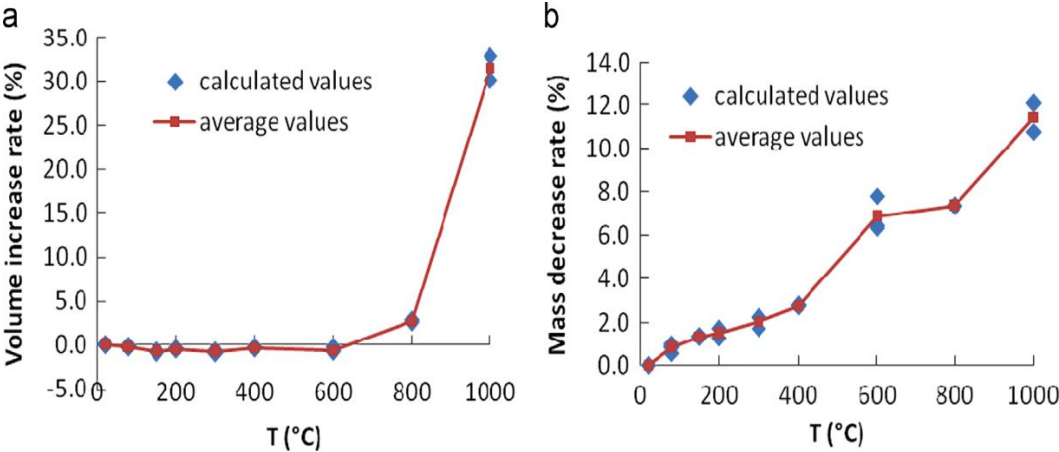 a
Volume increase rate (%)
35.0
30.0
25.0
20.0
15.0
10.0
5.0
0.0
-5.0
calculated values
average values
0
200
400
600
800
1000
T (°C)
b
Mass decrease rate (%)
14.0
12.0
10.0
8.0
6.0
4.0
2.0
0.0
calculated values
average values
0
200
400
600
800
1000
T (°C)